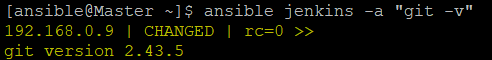 [ansible@Master ~]$ ansible jenkins -a "git -v"
192.168.0.9 | CHANGED | rc=0 >>
git version 2.43.5